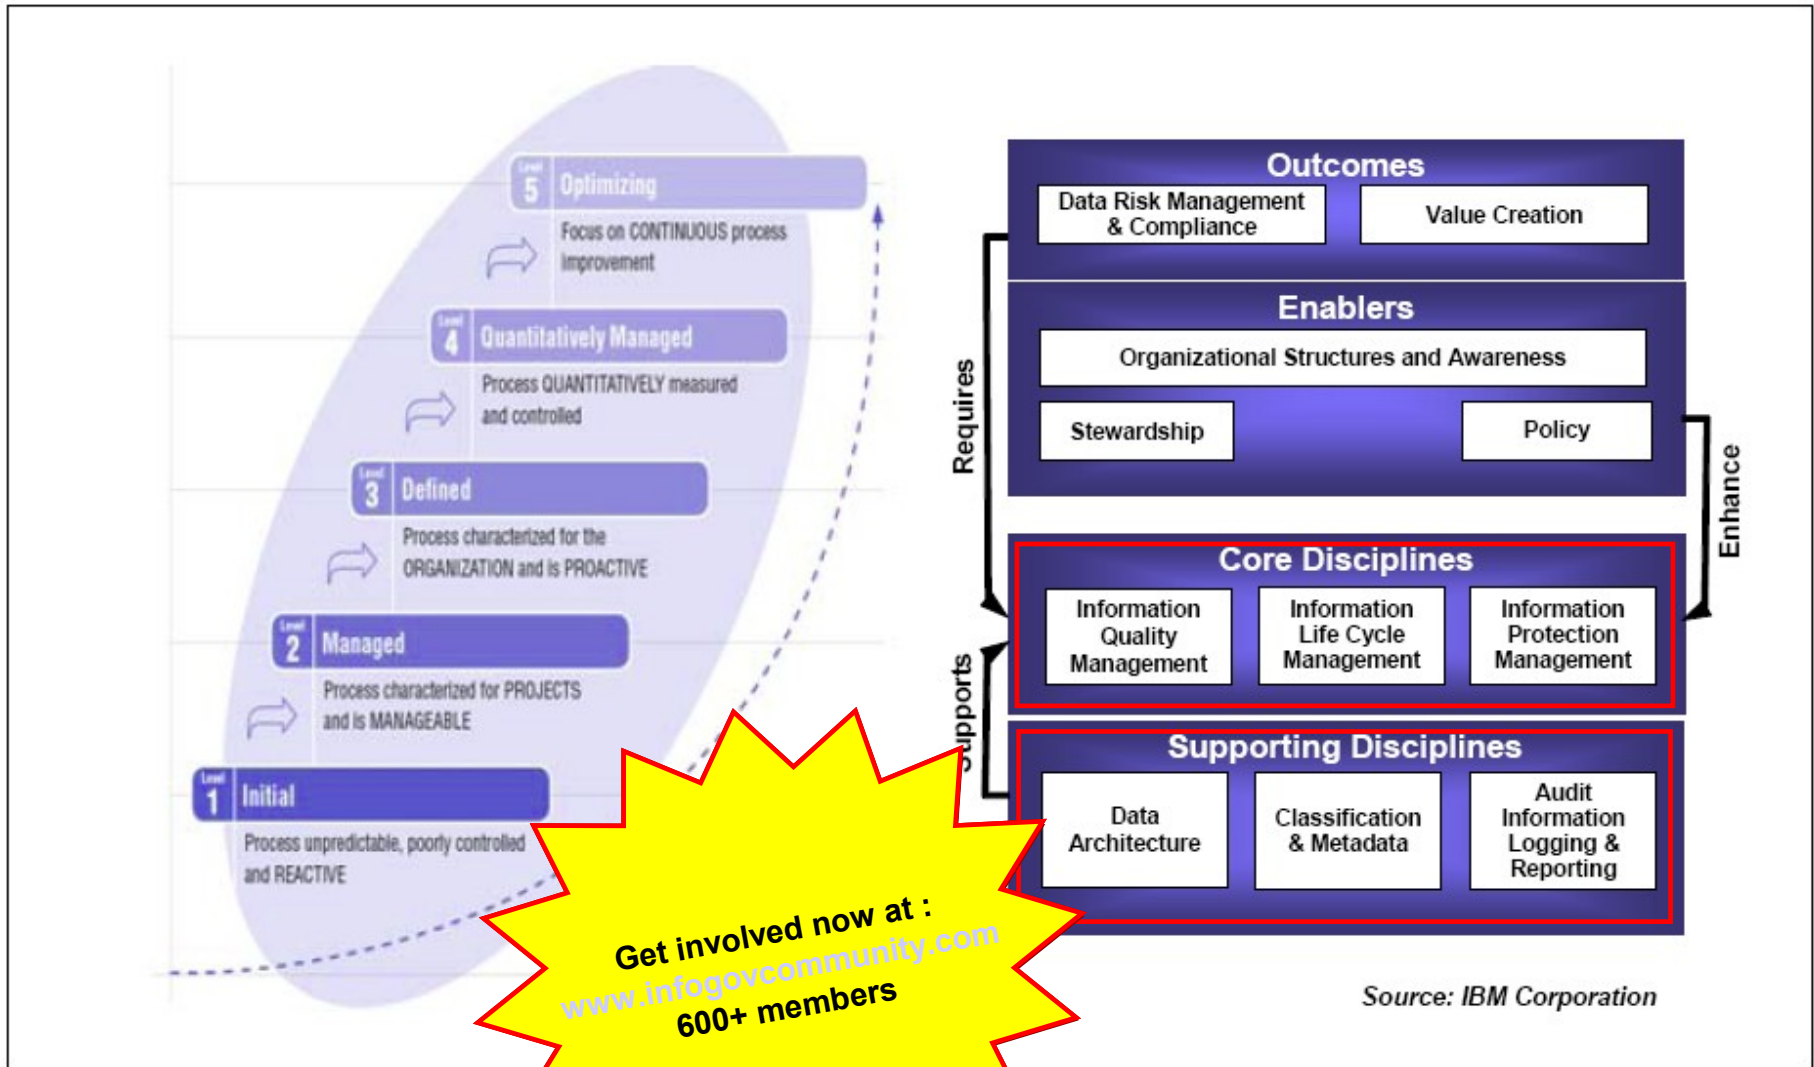 Level
5
Optimizing
Focus on CONTINUOUS process
improvement
Level
4
Quantitatively Managed
Process QUANTITATIVELY measured
and controlled
Level
3
Defined
Process characterized for the
ORGANIZATION and is PROACTIVE
Level
2
Managed
Process characterized for PROJECTS
and is MANAGEABLE
Level
1
Initial
Process unpredictable, poorly controlled
and REACTIVE
Get involved now at :
www.infogovcommunity.com
600+ members
Outcomes
Data Risk Management
& Compliance
Value Creation
Enablers
Organizational Structures and Awareness
Stewardship
Policy
Requires
Enhance
Core Disciplines
Information
Quality
Management
Information
Life Cycle
Management
Information
Protection
Management
Supports
Supporting Disciplines
Data
Architecture
Classification
& Metadata
Audit
Information
Logging &
Reporting
Source: IBM Corporation